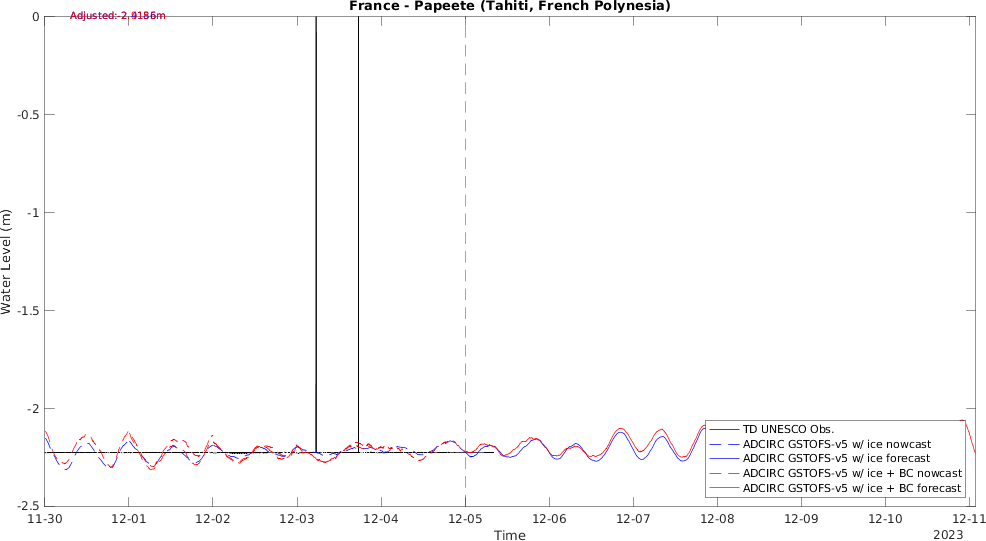 France - Papeete (Tahiti, French Polynesia)
Adjusted:
0
-0.5
-1
-1.5
-2
-2.5
Water Level (m)
TD UNESCO Obs.
ADCIRC GSTOFS-v5 w/ ice nowcast
ADCIRC GSTOFS-v5 w/ ice forecast
ADCIRC GSTOFS-v5 w/ ice + BC nowcast
ADCIRC GSTOFS-v5 w/ ice + BC forecast
11-30 12-01 12-02 12-03 12-04 12-05 12-06 12-07 12-08 12-09 12-10 12-11
Time
2023